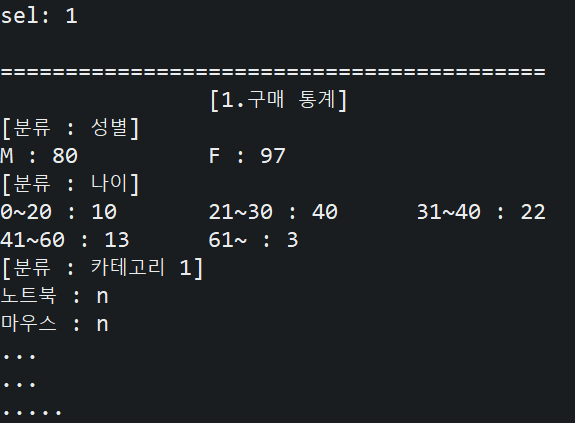 sel: 1
==========================================
[1.구매 통계]
[분류 : 성별]
M : 80 F : 97
[분류 : 나이]
0~20 : 10 21~30 : 40 31~40 : 22
41~60 : 13 61~ : 3
[분류 : 카테고리 1]
노트북 : n
마우스 : n
...
...
.....